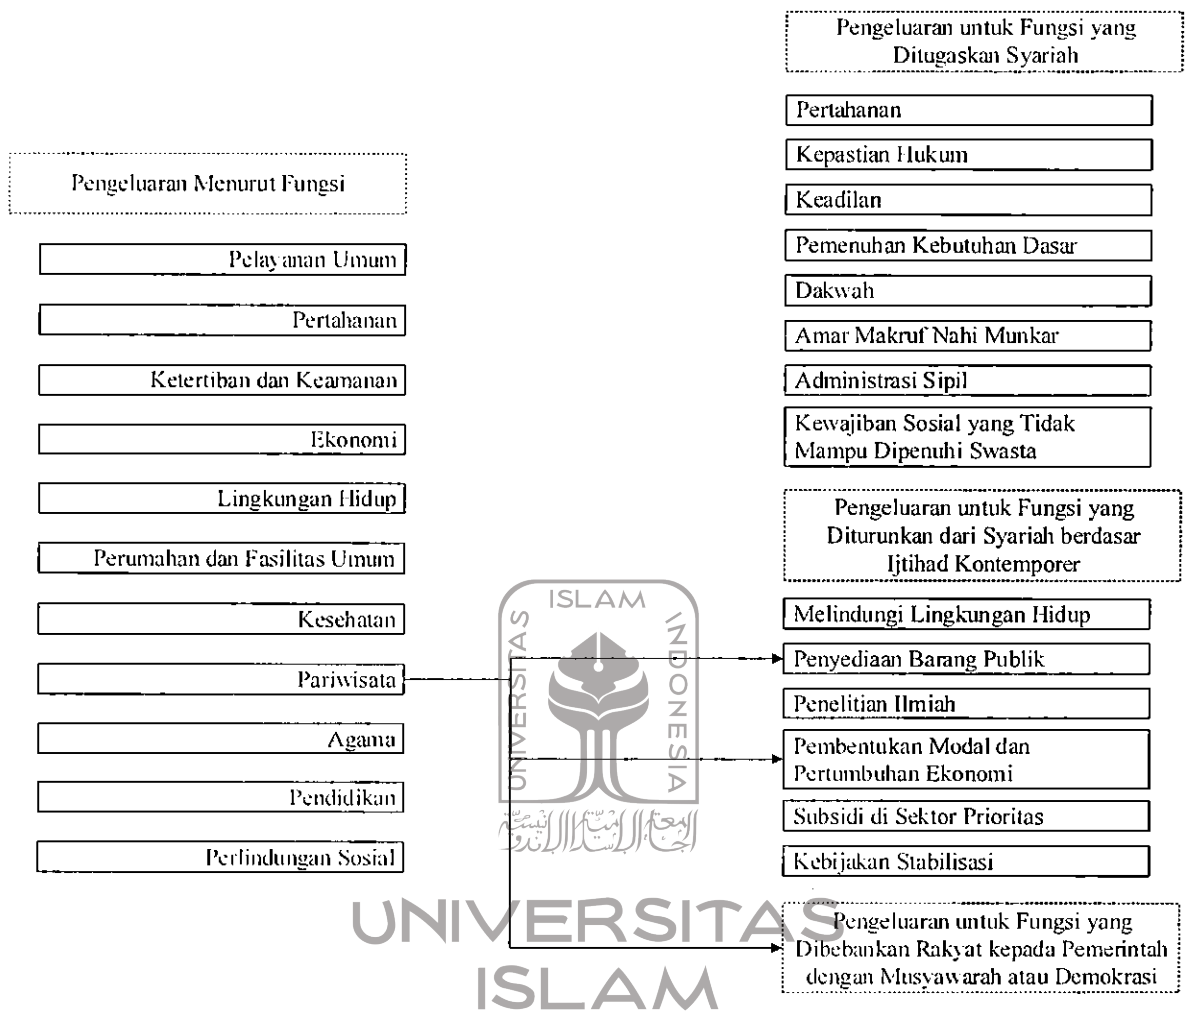 Pengeluaran Menurut Fungsi
Pelayanan Umum
Pertahanan
Ketertiban dan Keamanan
Ekonomi
Lingkungan Hidup
Perumahan dan Fasilitas Umum
Kesehatan
Pariwisata
Agama
Pendidikan
Perlindungan Sosial
Pengeluaran untuk Fungsi yang
Ditugaskan Syariah
Pertahanan
Kepastian Hukum
Keadilan
Pemenuhan Kebutuhan Dasar
Dakwah
Amar Makruf Nahi Munkar
Administrasi Sipil
Kewajiban Sosial yang Tidak
Mampu Dipenuhi Swasta
Pengeluaran untuk Fungsi yang
Diturunkan dari Syariah berdasar
Ijtihad Kontemporer
Melindungi Lingkungan Hidup
Penyediaan Barang Publik
Penelitian Ilmiah
Pembentukan Modal dan
Pertumbuhan Ekonomi
Subsidi di Sektor Prioritas
Kebijakan Stabilisasi
Pengeluaran untuk Fungsi yang
Dibebankan Rakyat kepada Pemerintah
dengan Musyawarah atau Demokrasi
UNIVERSITAS
ISLAM
INDONESIA
UNIVERSITAS
ISLAM